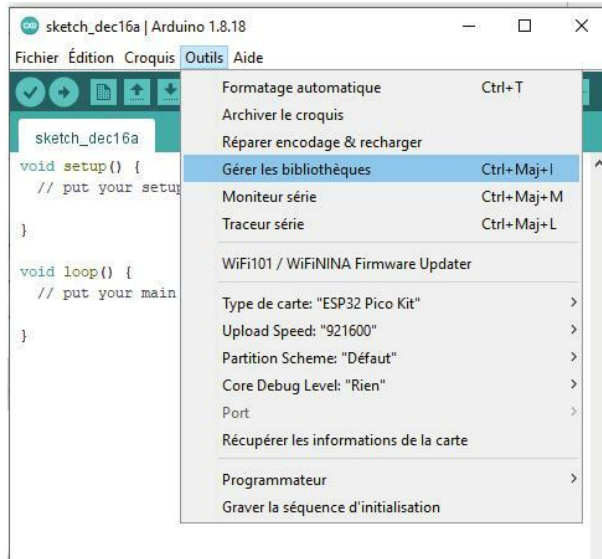 sketch_dec16a | Arduino 1.8.18
Fichier Édition Croquis Outils Aide
sketch_dec16a
void setup() {
// put your setup
}
void loop() {
// put your main
}
Formatage automatique Ctrl+T
Archiver le croquis
Réparer encodage & recharger
Gérer les bibliothèques Ctrl+Maj+I
Moniteur série Ctrl+Maj+M
Traceur série Ctrl+Maj+L
WiFi101 / WiFiNINA Firmware Updater
Type de carte: "ESP32 Pico Kit"
Upload Speed: "921600"
Partition Scheme: "Défaut"
Core Debug Level: "Rien"
Port
Récupérer les informations de la carte
Programmateur
Graver la séquence d'initialisation